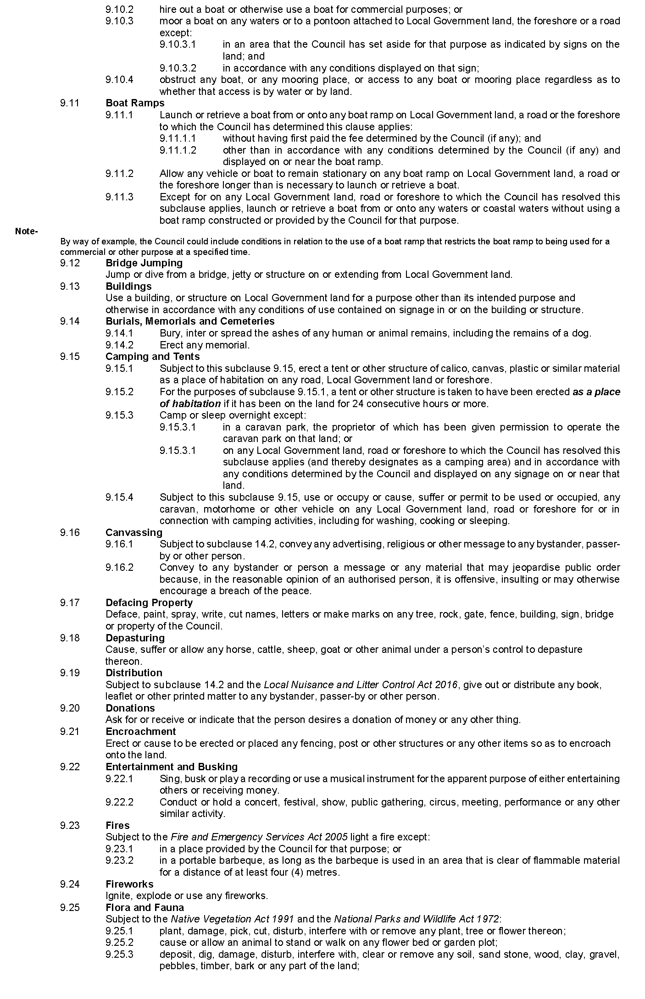 9.10.2 hire out a boat or otherwise use a boat for commercial purposes; or
9.10.3 moor a boat on any waters or to a pontoon attached to Local Government land, the foreshore or a road
except:
9.10.3.1 in an area that the Council has set aside for that purpose as indicated by signs on the
land; and
9.10.3.2 in accordance with any conditions displayed on that sign;
9.10.4 obstruct any boat, or any mooring place, or access to any boat or mooring place regardless as to
whether that access is by water or by land.
9.11 Boat Ramps
9.11.1 Launch or retrieve a boat from or onto any boat ramp on Local Government land, a road or the foreshore
to which the Council has determined this clause applies:
9.11.1.1 without having first paid the fee determined by the Council (if any); and
9.11.1.2 other than in accordance with any conditions determined by the Council (if any) and
displayed on or near the boat ramp.
9.11.2 Allow any vehicle or boat to remain stationary on any boat ramp on Local Government land, a road or
the foreshore longer than is necessary to launch or retrieve a boat.
9.11.3 Except for on any Local Government land, road or foreshore to which the Council has resolved this
subclause applies, launch or retrieve a boat from or onto any waters or coastal waters without using a
boat ramp constructed or provided by the Council for that purpose.
Note-
By way of example, the Council could include conditions in relation to the use of a boat ramp that restricts the boat ramp to being used for a
commercial or other purpose at a specified time.
9.12 Bridge Jumping
Jump or dive from a bridge, jetty or structure on or extending from Local Government land.
9.13 Buildings
Use a building, or structure on Local Government land for a purpose other than its intended purpose and
otherwise in accordance with any conditions of use contained on signage in or on the building or structure.
9.14 Burials, Memorials and Cemeteries
9.14.1 Bury, inter or spread the ashes of any human or animal remains, including the remains of a dog.
9.14.2 Erect any memorial.
9.15 Camping and Tents
9.15.1 Subject to this subclause 9.15, erect a tent or other structure of calico, canvas, plastic or similar material
as a place of habitation on any road, Local Government land or foreshore.
9.15.2 For the purposes of subclause 9.15.1, a tent or other structure is taken to have been erected as a place
of habitation if it has been on the land for 24 consecutive hours or more.
9.15.3 Camp or sleep overnight except:
9.15.3.1 in a caravan park, the proprietor of which has been given permission to operate the
caravan park on that land; or
9.15.3.1 on any Local Government land, road or foreshore to which the Council has resolved this
subclause applies (and thereby designates as a camping area) and in accordance with
any conditions determined by the Council and displayed on any signage on or near that
land.
9.15.4 Subject to this subclause 9.15, use or occupy or cause, suffer or permit to be used or occupied, any
caravan, motorhome or other vehicle on any Local Government land, road or foreshore for or in
connection with camping activities, including for washing, cooking or sleeping.
9.16 Canvassing
9.16.1 Subject to subclause 14.2, convey any advertising, religious or other message to any bystander, passer-
by or other person.
9.16.2 Convey to any bystander or person a message or any material that may jeopardise public order
because, in the reasonable opinion of an authorised person, it is offensive, insulting or may otherwise
encourage a breach of the peace.
9.17 Defacing Property
Deface, paint, spray, write, cut names, letters or make marks on any tree, rock, gate, fence, building, sign, bridge
or property of the Council.
9.18 Depasturing
Cause, suffer or allow any horse, cattle, sheep, goat or other animal under a person’s control to depasture
thereon.
9.19 Distribution
Subject to subclause 14.2 and the Local Nuisance and Litter Control Act 2016, give out or distribute any book,
leaflet or other printed matter to any bystander, passer-by or other person.
9.20 Donations
Ask for or receive or indicate that the person desires a donation of money or any other thing.
9.21 Encroachment
Erect or cause to be erected or placed any fencing, post or other structures or any other items so as to encroach
onto the land.
9.22 Entertainment and Busking
9.22.1 Sing, busk or play a recording or use a musical instrument for the apparent purpose of either entertaining
others or receiving money.
9.22.2 Conduct or hold a concert, festival, show, public gathering, circus, meeting, performance or any other
similar activity.
9.23 Fires
Subject to the Fire and Emergency Services Act 2005 light a fire except:
9.23.1 in a place provided by the Council for that purpose; or
9.23.2 in a portable barbeque, as long as the barbeque is used in an area that is clear of flammable material
for a distance of at least four (4) metres.
9.24 Fireworks
Ignite, explode or use any fireworks.
9.25 Flora and Fauna
Subject to the Native Vegetation Act 1991 and the National Parks and Wildlife Act 1972:
9.25.1 plant, damage, pick, cut, disturb, interfere with or remove any plant, tree or flower thereon;
9.25.2 cause or allow an animal to stand or walk on any flower bed or garden plot;
9.25.3 deposit, dig, damage, disturb, interfere with, clear or remove any soil, sand stone, wood, clay, gravel,
pebbles, timber, bark or any part of the land;